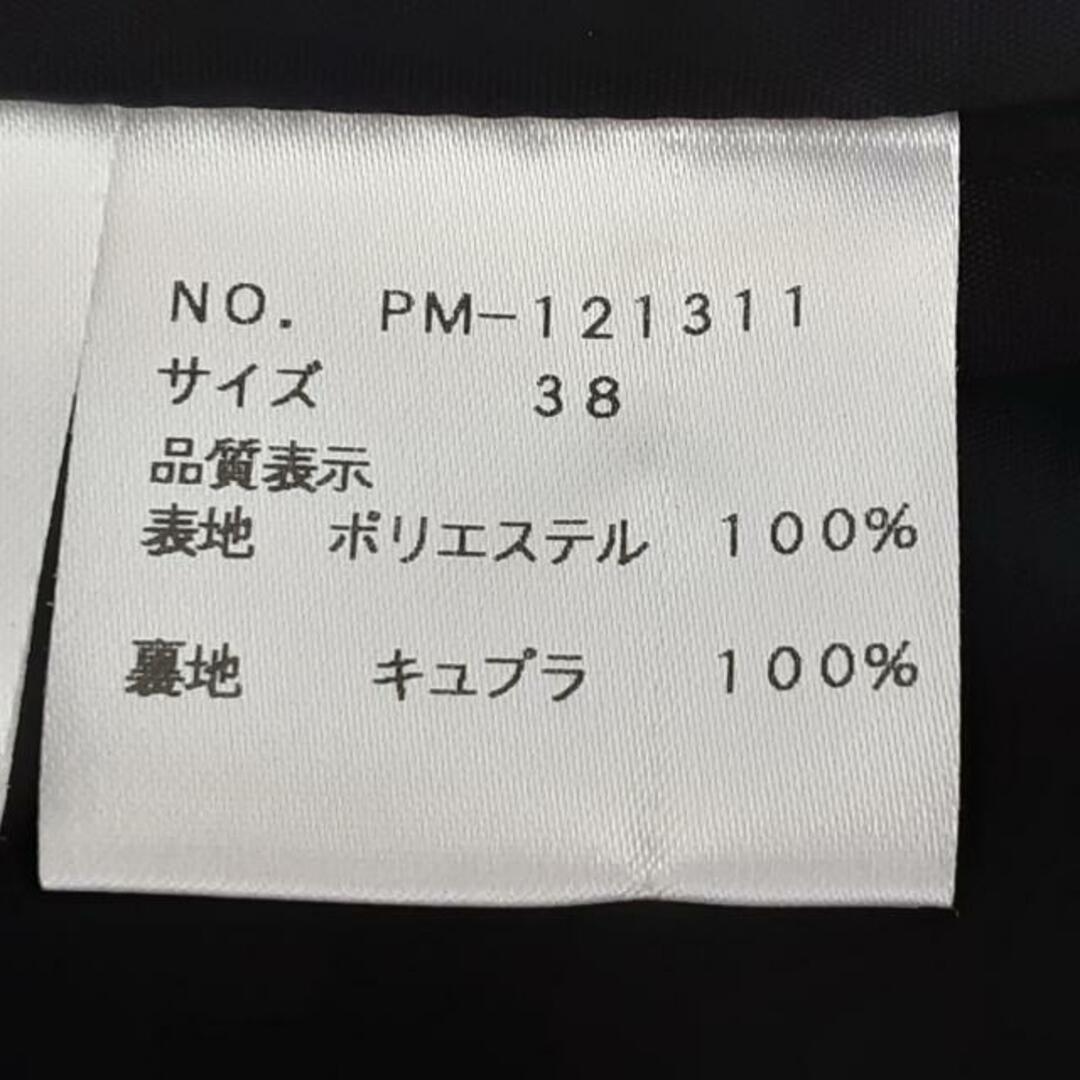 NO. PM-121311
サイズ 38
品質表示
表地 ポリエステル 100%
裏地 キュプラ 100%